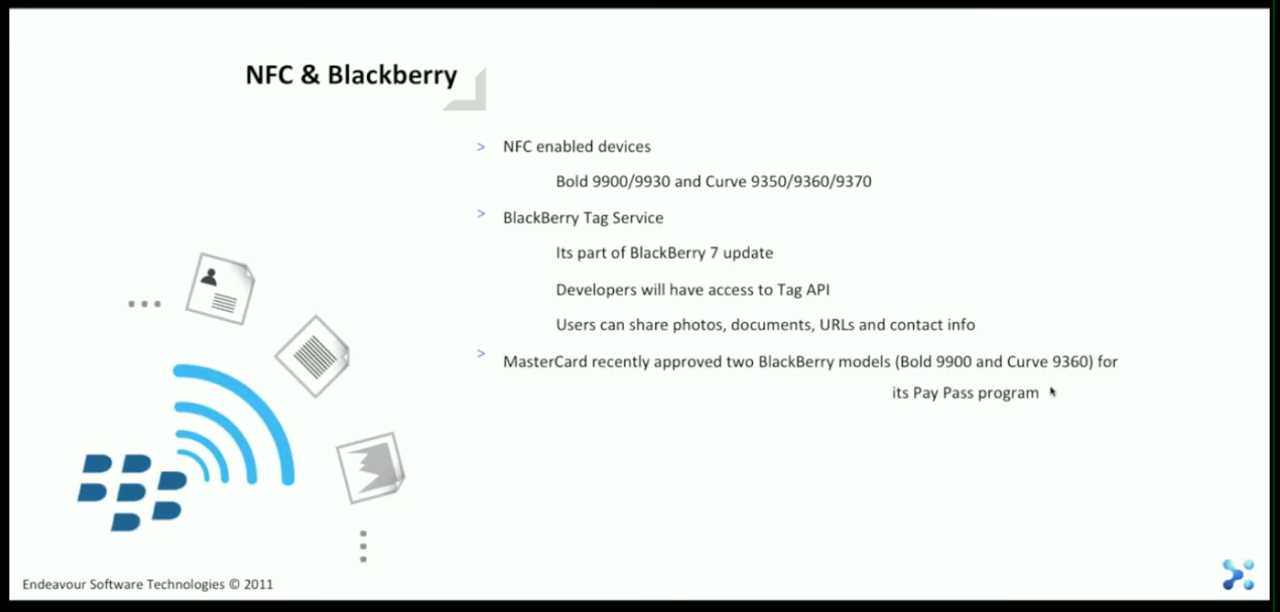 NFC & Blackberry
> NFC enabled devices
Bold 9900/9930 and Curve 9350/9360/9370
> BlackBerry Tag Service
Its part of BlackBerry 7 update
Developers will have access to Tag API
Users can share photos, documents, URLs and contact info
> MasterCard recently approved two BlackBerry models (Bold 9900 and Curve 9360) for
its Pay Pass program
Endeavour Software Technologies © 2011